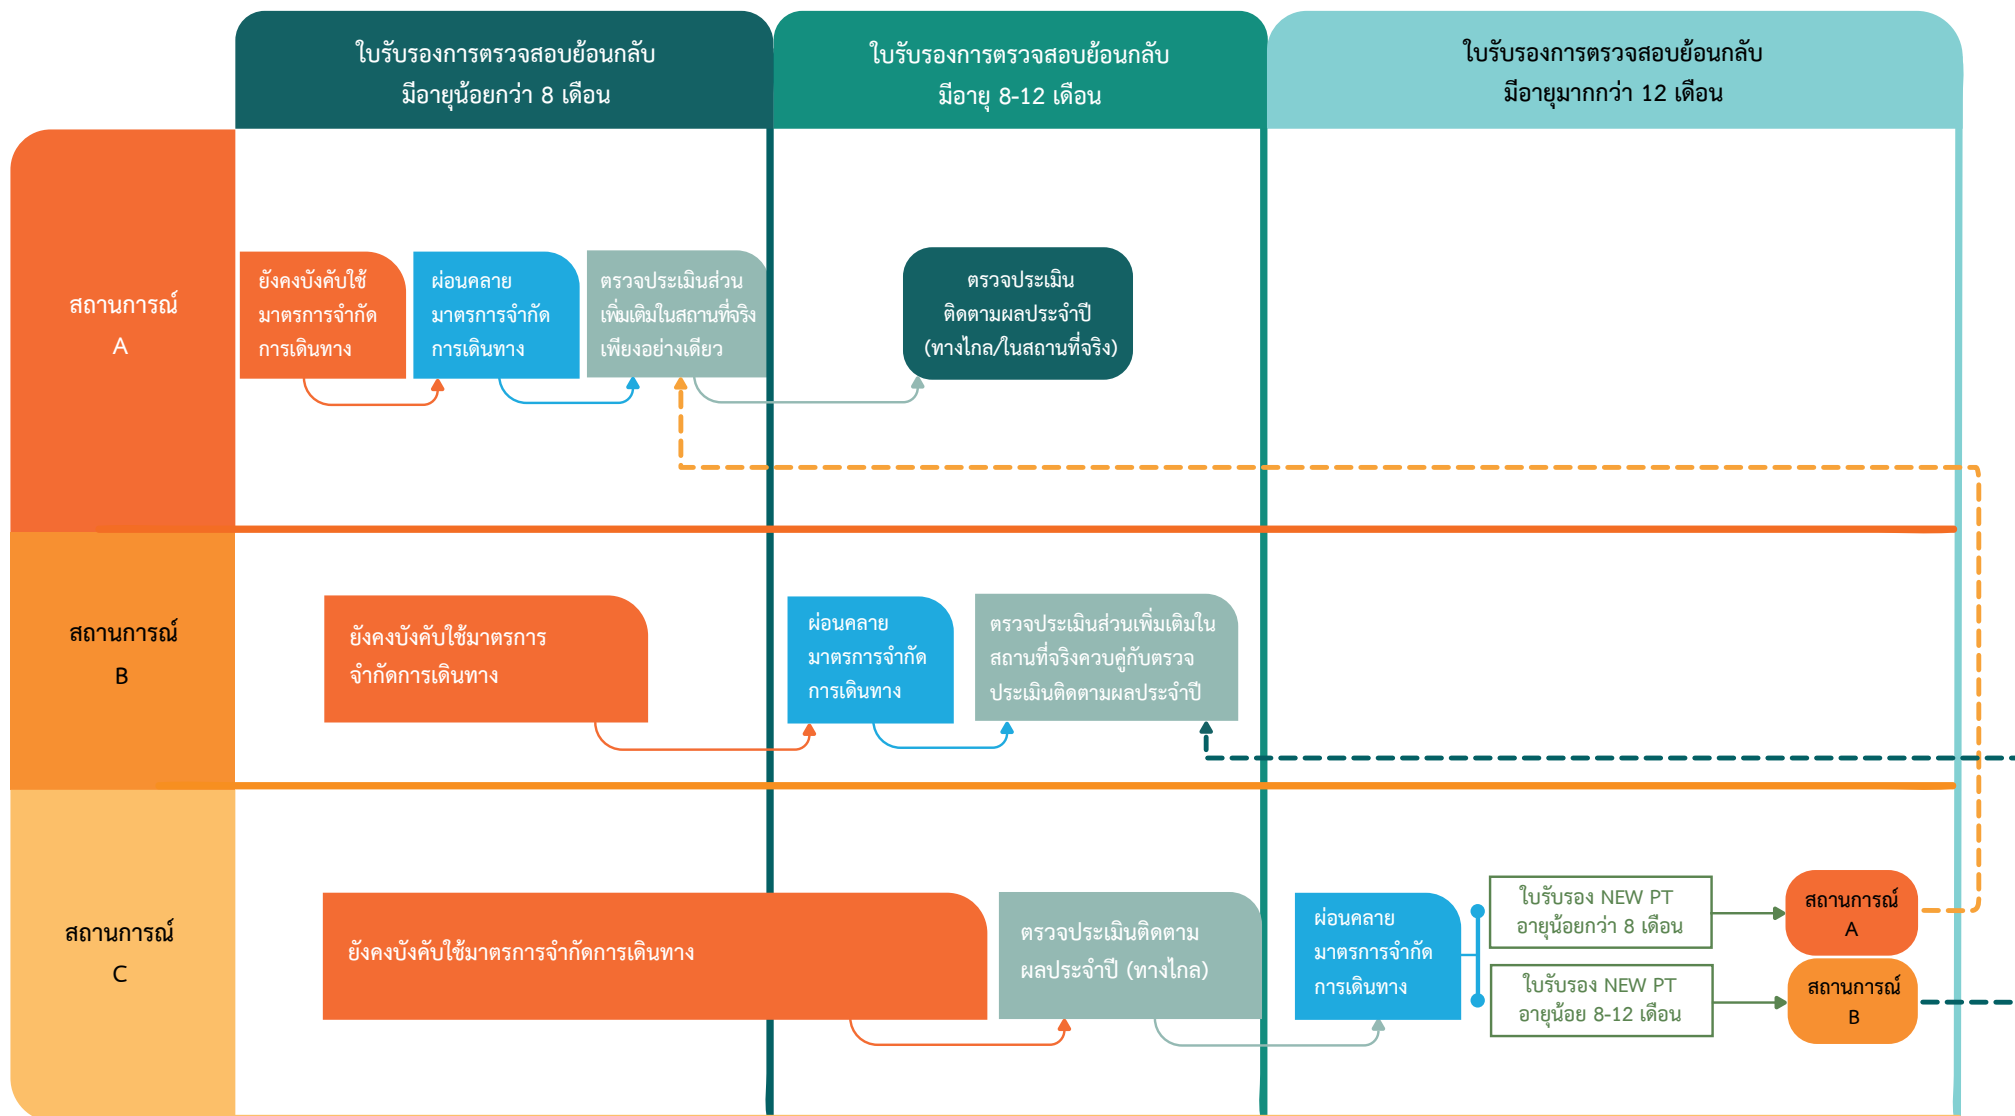 ใบรับรองการตรวจสอบย้อนกลับ
มีอายุน้อยกว่า 8 เดือน
ใบรับรองการตรวจสอบย้อนกลับ
มีอายุ 8-12 เดือน
ใบรับรองการตรวจสอบย้อนกลับ
มีอายุมากกว่า 12 เดือน
สถานการณ์
A
ยังคงบังคับใช้
มาตรการจำกัด
การเดินทาง
ผ่อนคลาย
มาตรการจำกัด
การเดินทาง
ตรวจประเมินส่วน
เพิ่มเติมในสถานที่จริง
เพียงอย่างเดียว
ตรวจประเมิน
ติดตามผลประจำปี
(ทางไกล/ในสถานที่จริง)
สถานการณ์
B
ยังคงบังคับใช้มาตรการ
จำกัดการเดินทาง
ผ่อนคลาย
มาตรการจำกัด
การเดินทาง
ตรวจประเมินส่วนเพิ่มเติมใน
สถานที่จริงควบคู่กับตรวจ
ประเมินติดตามผลประจำปี
สถานการณ์
C
ยังคงบังคับใช้มาตรการจำกัดการเดินทาง
ตรวจประเมินติดตาม
ผลประจำปี (ทางไกล)
ผ่อนคลาย
มาตรการจำกัด
การเดินทาง
ใบรับรอง NEW PT
อายุน้อยกว่า 8 เดือน
สถานการณ์
A
ใบรับรอง NEW PT
อายุน้อย 8-12 เดือน
สถานการณ์
B